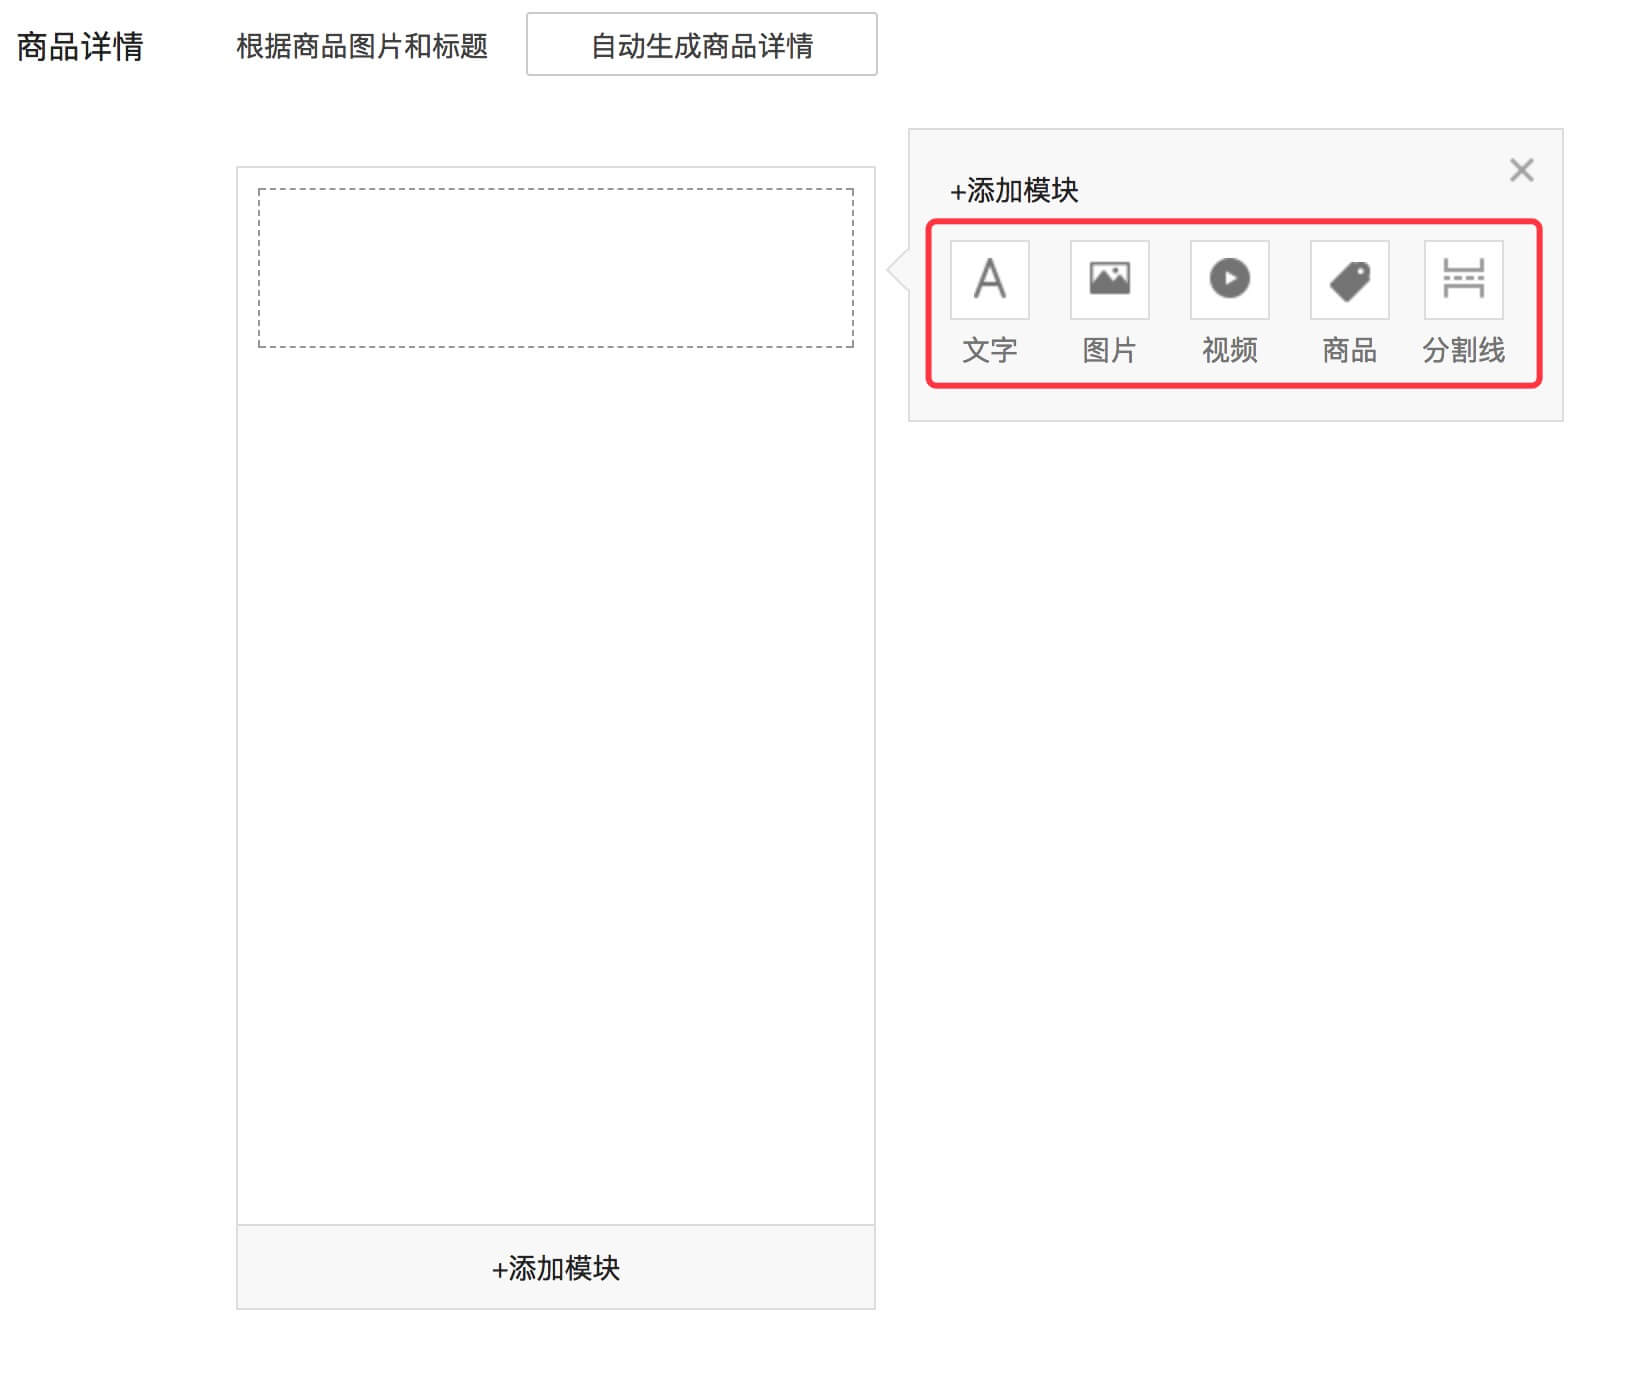 商品详情
根据商品图片和标题
自动生成商品详情
+添加模块
文字
图片
视频
商品
分割线
+添加模块